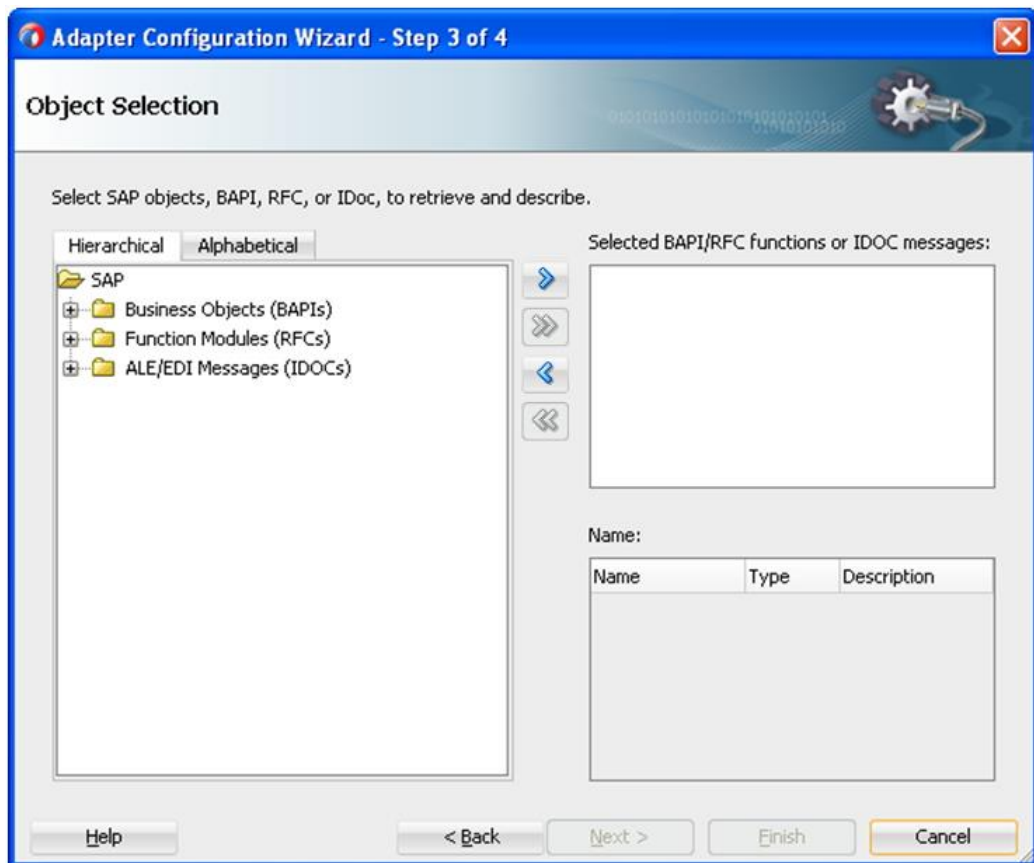 Adapter Configuration Wizard - Step 3 of 4
Object Selection
Select SAP objects, BAPI, RFC, or IDoc, to retrieve and describe.
Hierarchical
Alphabetical
SAP
Business Objects (BAPIs)
Function Modules (RFCs)
ALE/EDI Messages (IDOCs)
Selected BAPI/RFC functions or IDOC messages:
Name:
Name Type Description
Help
< Back
Next >
Finish
Cancel